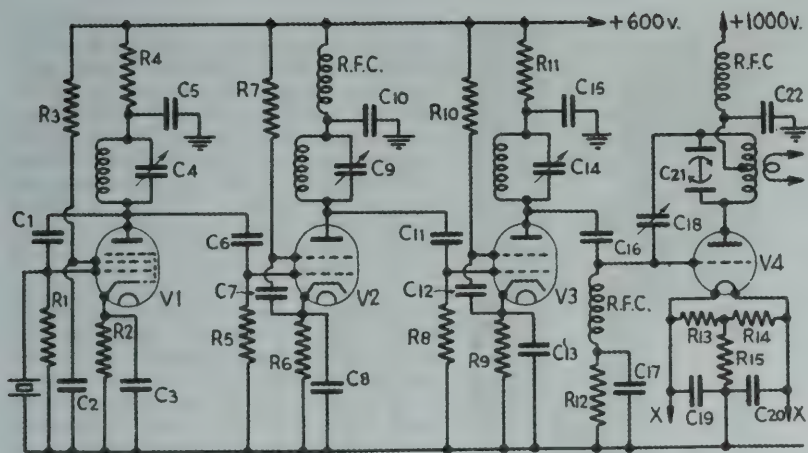 +600v.
+1000v.
R4
R.F.C.
R11
R.F.C
R3
C5
R7
C10
R10
C15
C22
C4
C9
C14
C21
C1
C6
C11
C18
C16
V1
V2
V3
V4
C7
C12
R.F.C.
R1
R2
R5
R6
R8
R9
R13
R14
R15
C13
C17
C2
C3
C8
R12
X
C19
C20
X